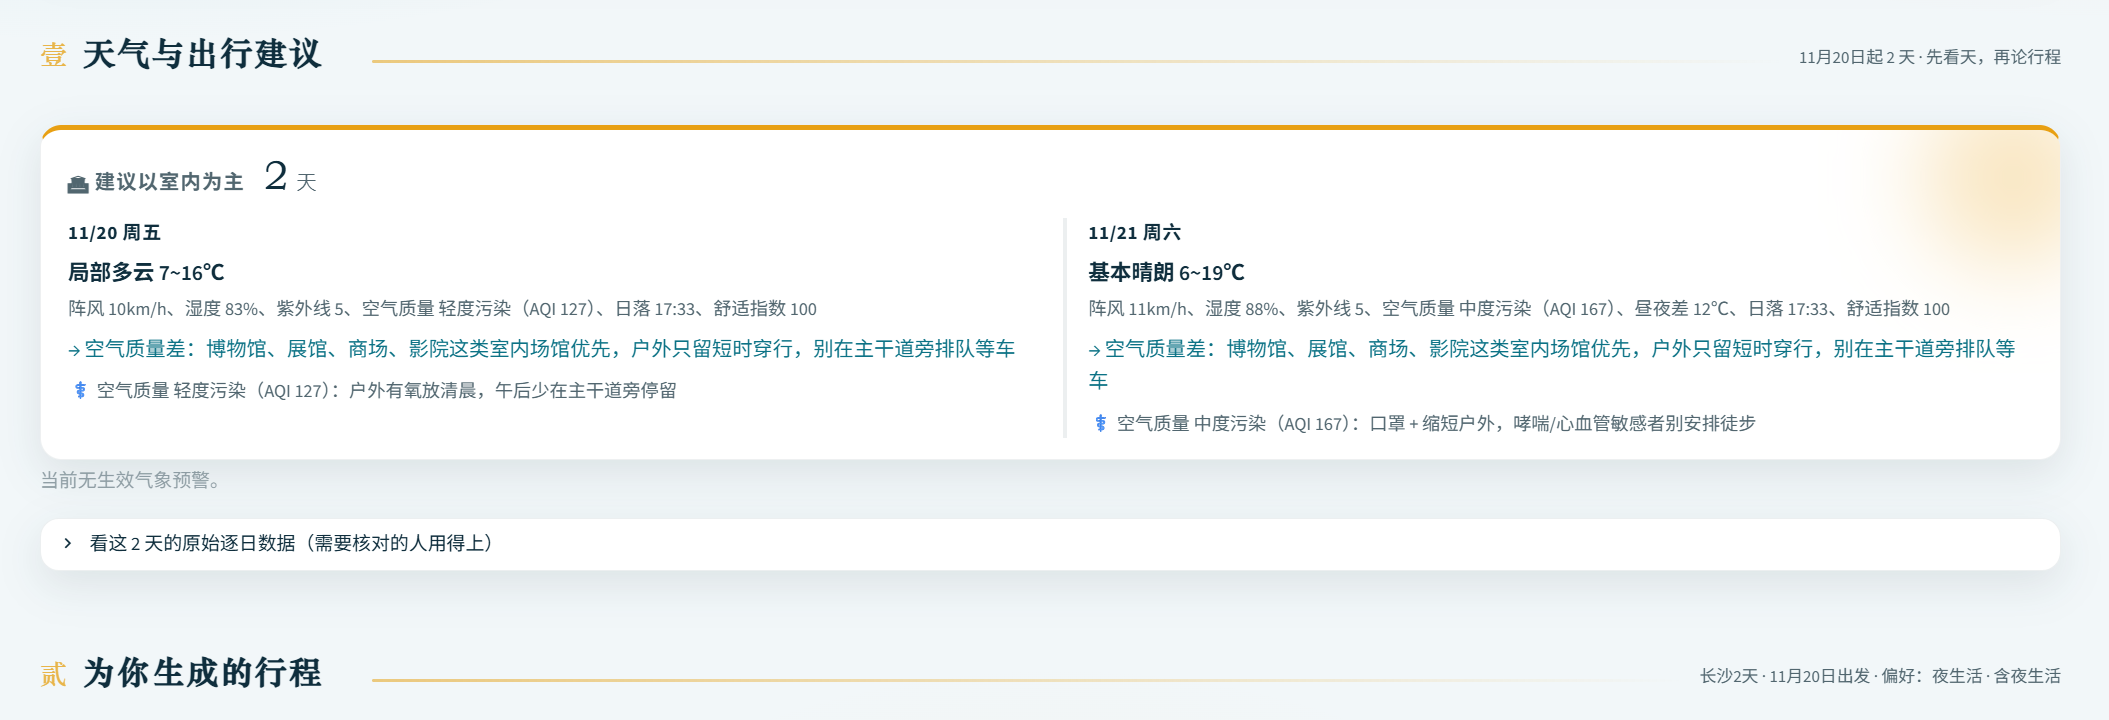 壹 天气与出行建议
11月20日起 2 天 · 先看天，再论行程
建议以室内为主 2 天
11/20 周五
局部多云 7~16℃
阵风 10km/h、湿度 83%、紫外线 5、空气质量 轻度污染（AQI 127）、日落 17:33、舒适指数 100
→ 空气质量差：博物馆、展馆、商场、影院这类室内场馆优先，户外只留短时穿行，别在主干道旁排队等车
空气质量 轻度污染（AQI 127）：户外有氧放清晨，午后少在主干道旁停留
11/21 周六
基本晴朗 6~19℃
阵风 11km/h、湿度 88%、紫外线 5、空气质量 中度污染（AQI 167）、昼夜差 12℃、日落 17:33、舒适指数 100
→ 空气质量差：博物馆、展馆、商场、影院这类室内场馆优先，户外只留短时穿行，别在主干道旁排队等
车
空气质量 中度污染（AQI 167）：口罩 + 缩短户外，哮喘/心血管敏感者别安排徒步
当前无生效气象预警。
› 看这 2 天的原始逐日数据（需要核对的人用得上）
贰 为你生成的行程
长沙2天 · 11月20日出发 · 偏好：夜生活 · 含夜生活